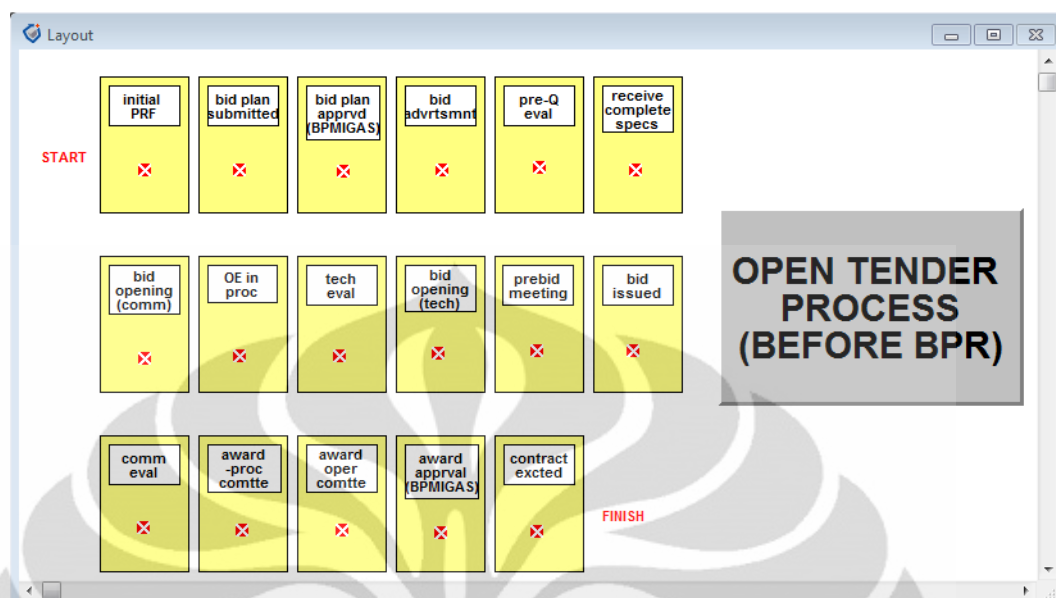 Layout
START
initial
PRF
bid plan
submitted
bid plan
apprvd
(BPMIGAS)
bid
advrtsmnt
pre-Q
eval
receive
complete
specs
bid
opening
(comm)
OE in
proc
tech
eval
bid
opening
(tech)
prebid
meeting
bid
issued
OPEN TENDER
PROCESS
(BEFORE BPR)
comm
eval
award
-proc
comtte
award
oper
comtte
award
apprval
(BPMIGAS)
contract
excted
FINISH